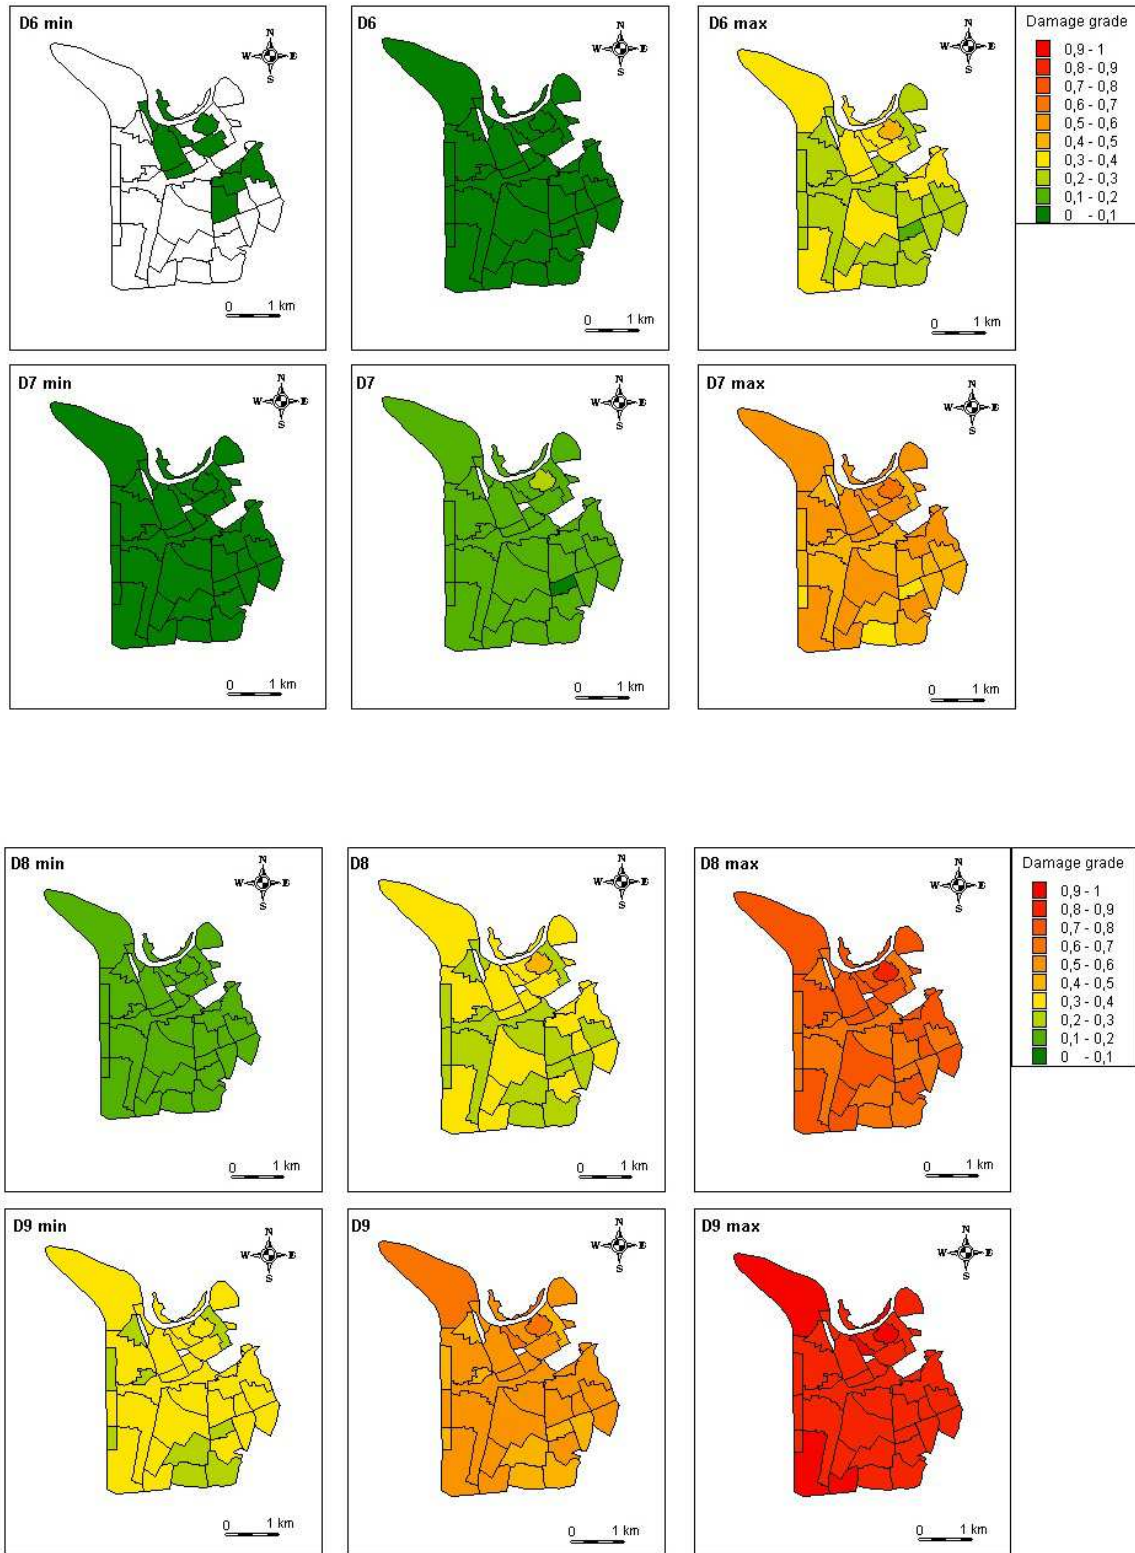 D6 min
N
W E
S
0 1 km
D6
N
W E
S
0 1 km
D6 max
N
W E
S
0 1 km
Damage grade
0,9 - 1
0,8 - 0,9
0,7 - 0,8
0,6 - 0,7
0,5 - 0,6
0,4 - 0,5
0,3 - 0,4
0,2 - 0,3
0,1 - 0,2
0 - 0,1
D7 min
N
W E
S
0 1 km
D7
N
W E
S
0 1 km
D7 max
N
W E
S
0 1 km
D8 min
N
W E
S
0 1 km
D8
N
W E
S
0 1 km
D8 max
N
W E
S
0 1 km
Damage grade
0,9 - 1
0,8 - 0,9
0,7 - 0,8
0,6 - 0,7
0,5 - 0,6
0,4 - 0,5
0,3 - 0,4
0,2 - 0,3
0,1 - 0,2
0 - 0,1
D9 min
N
W E
S
0 1 km
D9
N
W E
S
0 1 km
D9 max
N
W E
S
0 1 km